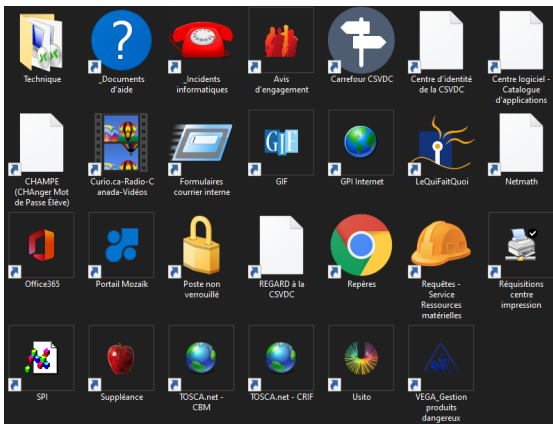 Technique
_Documents
d'aide
_Incidents
informatiques
Avis
d'engagement
Carrefour CSVDC
Centre d'identité
de la CSVDC
Centre logiciel -
Catalogue
d'applications
CHAMPE
(CHAnger Mot
de Passe Élève)
Curio.ca-Radio-C
anada-Vidéos
Formulaires
courrier interne
GIF
GIF
GPI Internet
LeQuiFaitQuoi
Netmath
Office365
Portail Mozaïk
Poste non
verrouillé
REGARD à la
CSVDC
Repères
Requêtes -
Service
Ressources
matérielles
Réquisitions
centre
impression
SPI
Suppléance
TOSCA.net -
CBM
TOSCA.net - CRIF
Usito
VEGA_Gestion
produits
dangereux